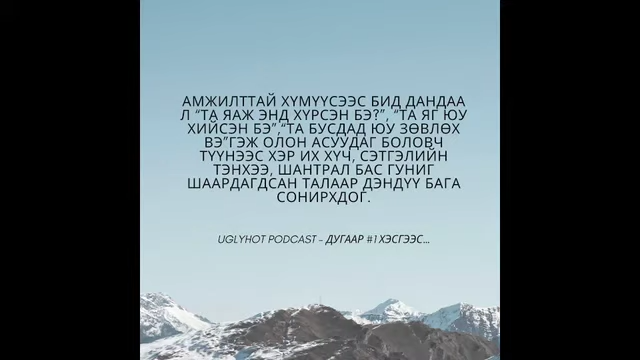 АМЖИЛТТАЙ ХҮМҮҮСЭЭС БИД ДАНДАА
Л “ТА ЯАЖ ЭНД ХҮРСЭН БЭ?”, “ТА ЯГ ЮУ
ХИЙСЭН БЭ”,“ТА БУСДАД ЮУ ЗӨВЛӨХ
ВЭ”ГЭЖ ОЛОН АСУУДАГ БОЛОВЧ
ТҮҮНЭЭС ХЭР ИХ ХҮЧ, СЭТГЭЛИЙН
ТЭНХЭЭ, ШАНТРАЛ БАС ГУНИГ
ШААРДАГДСАН ТАЛААР ДЭНДҮҮ БАГА
СОНИРХДОГ.
UGLYHOT PODCAST - ДУГААР #1 ХЭСГЭЭС...